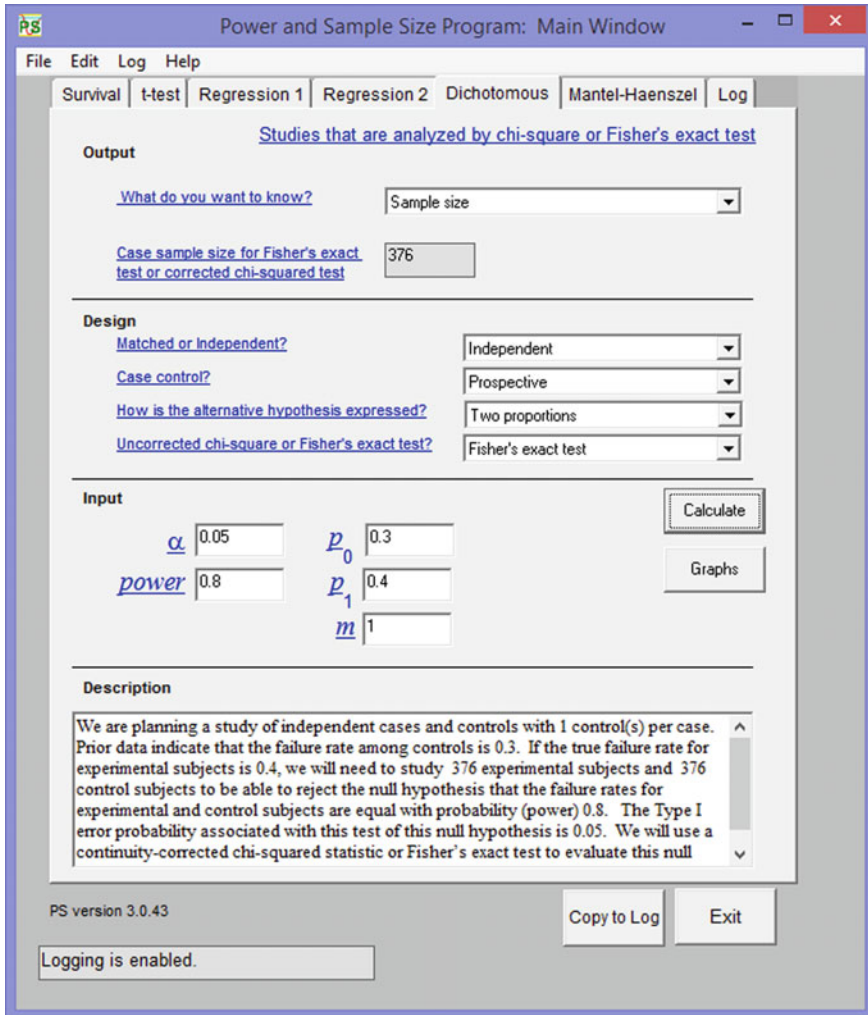 PS Power and Sample Size Program: Main Window
File Edit Log Help
Survival t-test Regression 1 Regression 2 Dichotomous Mantel-Haenszel Log
Studies that are analyzed by chi-square or Fisher's exact test
Output
What do you want to know? Sample size
Case sample size for Fisher's exact 376
test or corrected chi-squared test
Design
Matched or Independent? Independent
Case control? Prospective
How is the alternative hypothesis expressed? Two proportions
Uncorrected chi-square or Fisher's exact test? Fisher's exact test
Input
Calculate
α 0.05 p0 0.3
Graphs
power 0.8 p1 0.4
m 1
Description
We are planning a study of independent cases and controls with 1 control(s) per case.
Prior data indicate that the failure rate among controls is 0.3. If the true failure rate for
experimental subjects is 0.4, we will need to study 376 experimental subjects and 376
control subjects to be able to reject the null hypothesis that the failure rates for
experimental and control subjects are equal with probability (power) 0.8. The Type I
error probability associated with this test of this null hypothesis is 0.05. We will use a
continuity-corrected chi-squared statistic or Fisher's exact test to evaluate this null
PS version 3.0.43
Copy to Log Exit
Logging is enabled.